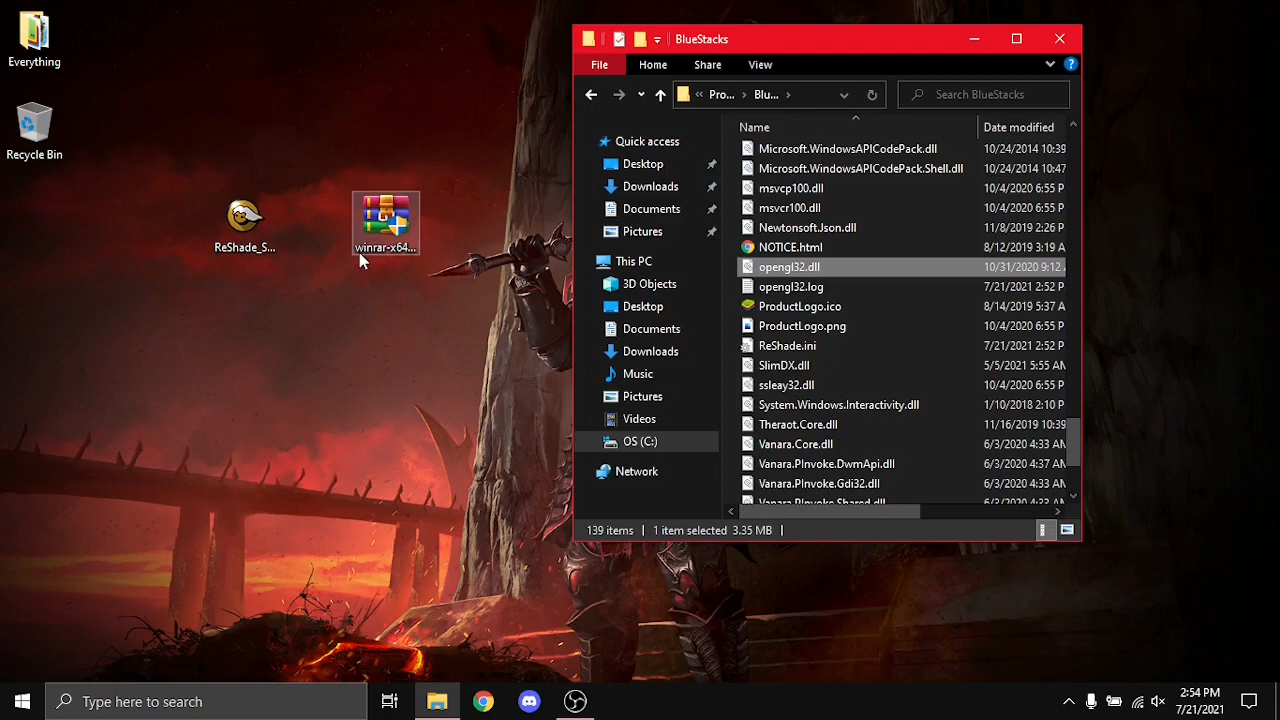 Everything
Recycle Bin
ReShade_S...
winrar-x64...
BlueStacks
File Home Share View
Pro... Blu...
Search BlueStacks
Quick access
Desktop
Downloads
Documents
Pictures
This PC
3D Objects
Desktop
Documents
Downloads
Music
Pictures
Videos
OS (C:)
Network
Name Date modified
Microsoft.WindowsAPICodePack.dll 10/24/2014 10:39
Microsoft.WindowsAPICodePack.Shell.dll 10/24/2014 10:47
msvcp100.dll 10/4/2020 6:55 P
msvcr100.dll 10/4/2020 6:55 P
Newtonsoft.Json.dll 11/8/2019 2:26 P
NOTICE.html 8/12/2019 3:19 A
opengl32.dll 10/31/2020 9:12
opengl32.log 7/21/2021 2:52 P
ProductLogo.ico 8/14/2019 5:37 A
ProductLogo.png 10/4/2020 6:55 P
ReShade.ini 7/21/2021 2:52 P
SlimDX.dll 5/5/2021 5:55 AM
ssleay32.dll 10/4/2020 6:55 P
System.Windows.Interactivity.dll 1/10/2018 2:10 P
Theraot.Core.dll 11/16/2019 10:39
Vanara.Core.dll 6/3/2020 4:33 AM
Vanara.PInvoke.DwmApi.dll 6/3/2020 4:37 AM
Vanara.PInvoke.Gdi32.dll 6/3/2020 4:33 AM
Vanara.PInvoke.Shared.dll 6/3/2020 4:33 AM
139 items 1 item selected 3.35 MB
Type here to search
2:54 PM
7/21/2021